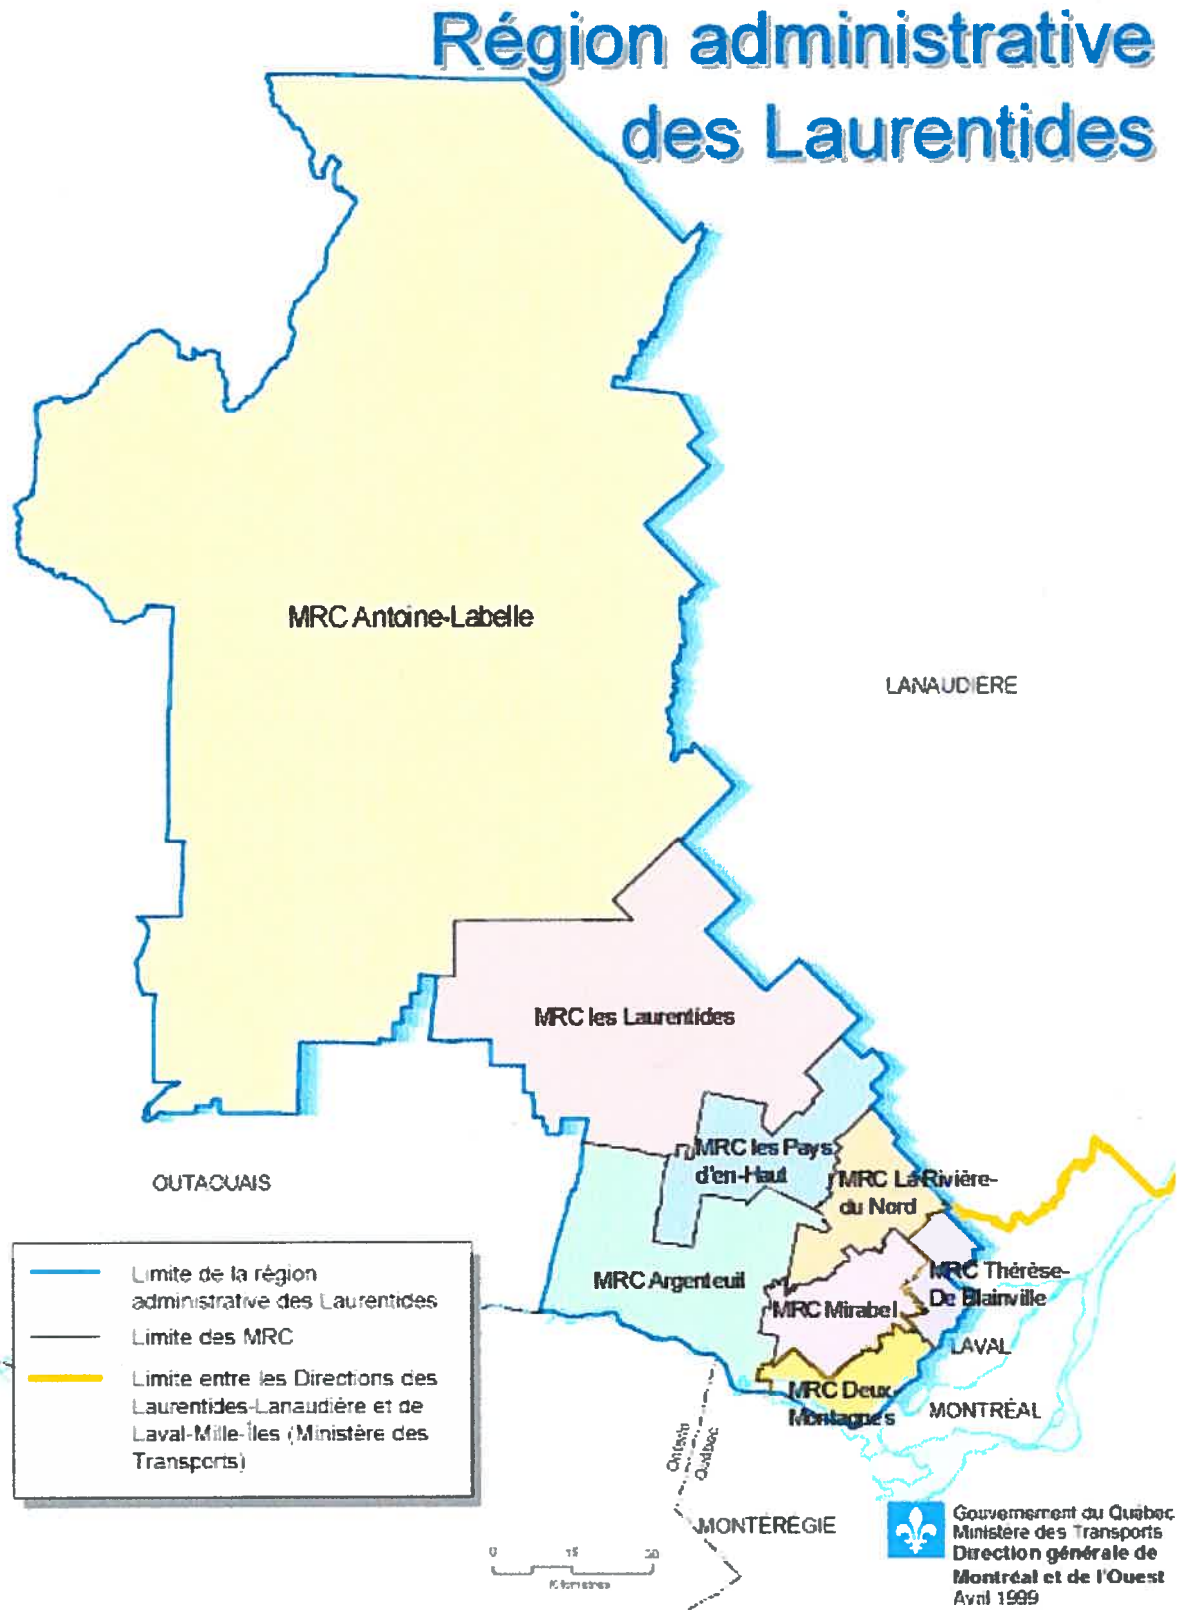 Région administrative
des Laurentides
MRC Antoine-Labelle
LANAUDIÈRE
MRC les Laurentides
MRC les Pays
d'en-Haut
OUTAOUAIS
MRC La Rivière-
du Nord
MRC Argenteuil
MRC Thérèse-
De Blainville
MRC Mirabel
LAVAL
MRC Deux-
Montagnes
MONTRÉAL
Limite de la région
administrative des Laurentides
Limite des MRC
Limite entre les Directions des
Laurentides-Lanaudière et de
Laval-Mille-Îles (Ministère des
Transports)
Ontario
Québec
MONTÉRÉGIE
0 15 30
Kilomètres
Gouvernement du Québec
Ministère des Transports
Direction générale de
Montréal et de l'Ouest
Avril 1999